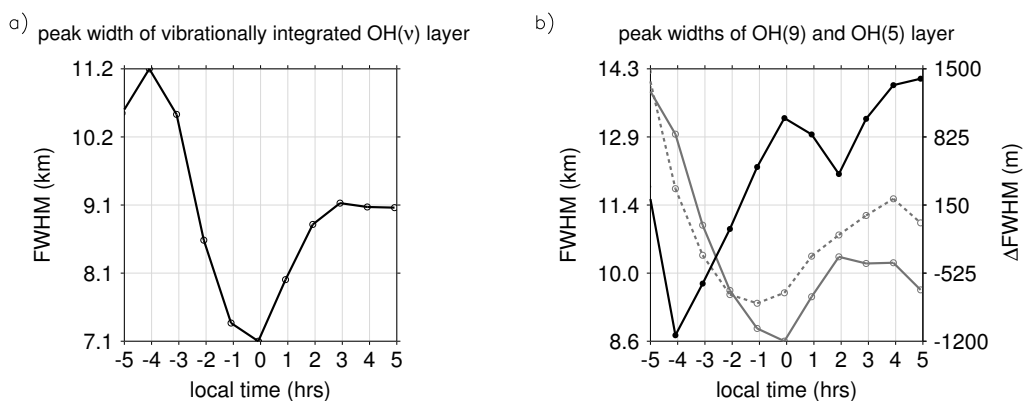 a)
peak width of vibrationally integrated OH(ν) layer
FWHM (km)
11.2
10.2
9.1
8.1
7.1
-5 -4 -3 -2 -1 0 1 2 3 4 5
local time (hrs)
b)
peak widths of OH(9) and OH(5) layer
FWHM (km)
14.3
12.9
11.4
10.0
8.6
1500
825
150
-525
-1200
ΔFWHM (m)
-5 -4 -3 -2 -1 0 1 2 3 4 5
local time (hrs)